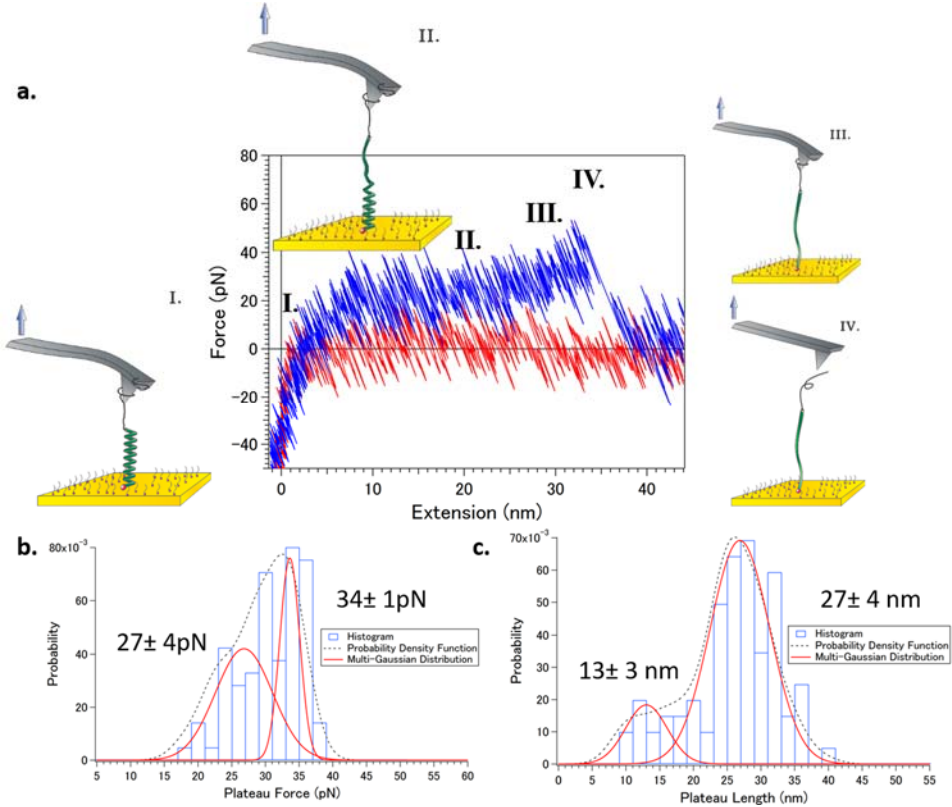 a.
II.
III.
I.
IV.
Force (pN)
80
60
40
20
0
-20
-40
I.
II.
III.
IV.
0
10
20
30
40
Extension (nm)
b.
80x10⁻³
60
40
20
0
Probability
27± 4pN
34± 1pN
Histogram
Probability Density Function
Multi-Gaussian Distribution
5
10
15
20
25
30
35
40
45
50
55
60
Plateau Force (pN)
c.
70x10⁻³
60
50
40
30
20
10
0
Probability
13± 3 nm
27± 4 nm
Histogram
Probability Density Function
Multi-Gaussian Distribution
0
5
10
15
20
25
30
35
40
45
50
55
Plateau Length (nm)